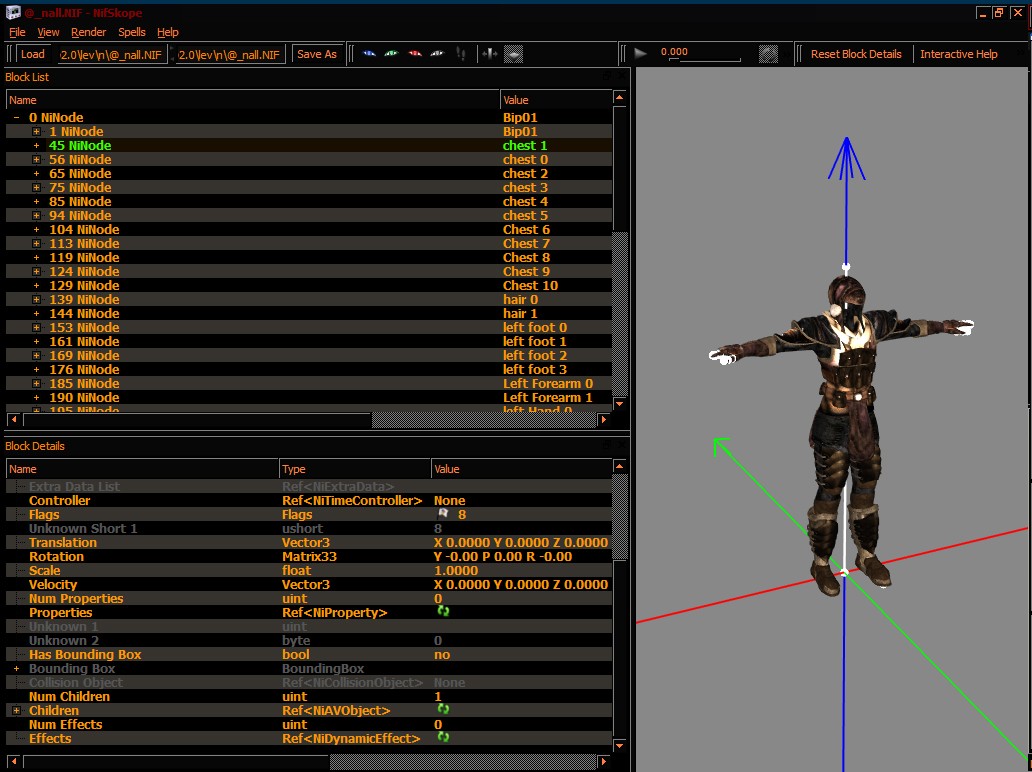 @_nall.NIF - NifSkope
File View Render Spells Help
Load 2.0\lev\n\@_nall.NIF 2.0\lev\n\@_nall.NIF Save As 0.000 Reset Block Details Interactive Help
Block List
Name Value
0 NiNode Bip01
1 NiNode Bip01
45 NiNode chest 1
56 NiNode chest 0
65 NiNode chest 2
75 NiNode chest 3
85 NiNode chest 4
94 NiNode chest 5
104 NiNode Chest 6
113 NiNode Chest 7
119 NiNode Chest 8
124 NiNode Chest 9
129 NiNode Chest 10
139 NiNode hair 0
144 NiNode hair 1
153 NiNode left foot 0
161 NiNode left foot 1
169 NiNode left foot 2
176 NiNode left foot 3
185 NiNode Left Forearm 0
190 NiNode Left Forearm 1
195 NiNode left Hand 0
Block Details
Name Type Value
Extra Data List Ref<NiExtraData>
Controller Ref<NiTimeController> None
Flags Flags 8
Unknown Short 1 ushort 8
Translation Vector3 X 0.0000 Y 0.0000 Z 0.0000
Rotation Matrix33 Y -0.00 P 0.00 R -0.00
Scale float 1.0000
Velocity Vector3 X 0.0000 Y 0.0000 Z 0.0000
Num Properties uint 0
Properties Ref<NiProperty>
Unknown 1 uint
Unknown 2 byte 0
Has Bounding Box bool no
Bounding Box BoundingBox
Collision Object Ref<NiCollisionObject> None
Num Children uint 1
Children Ref<NiAVObject>
Num Effects uint 0
Effects Ref<NiDynamicEffect>